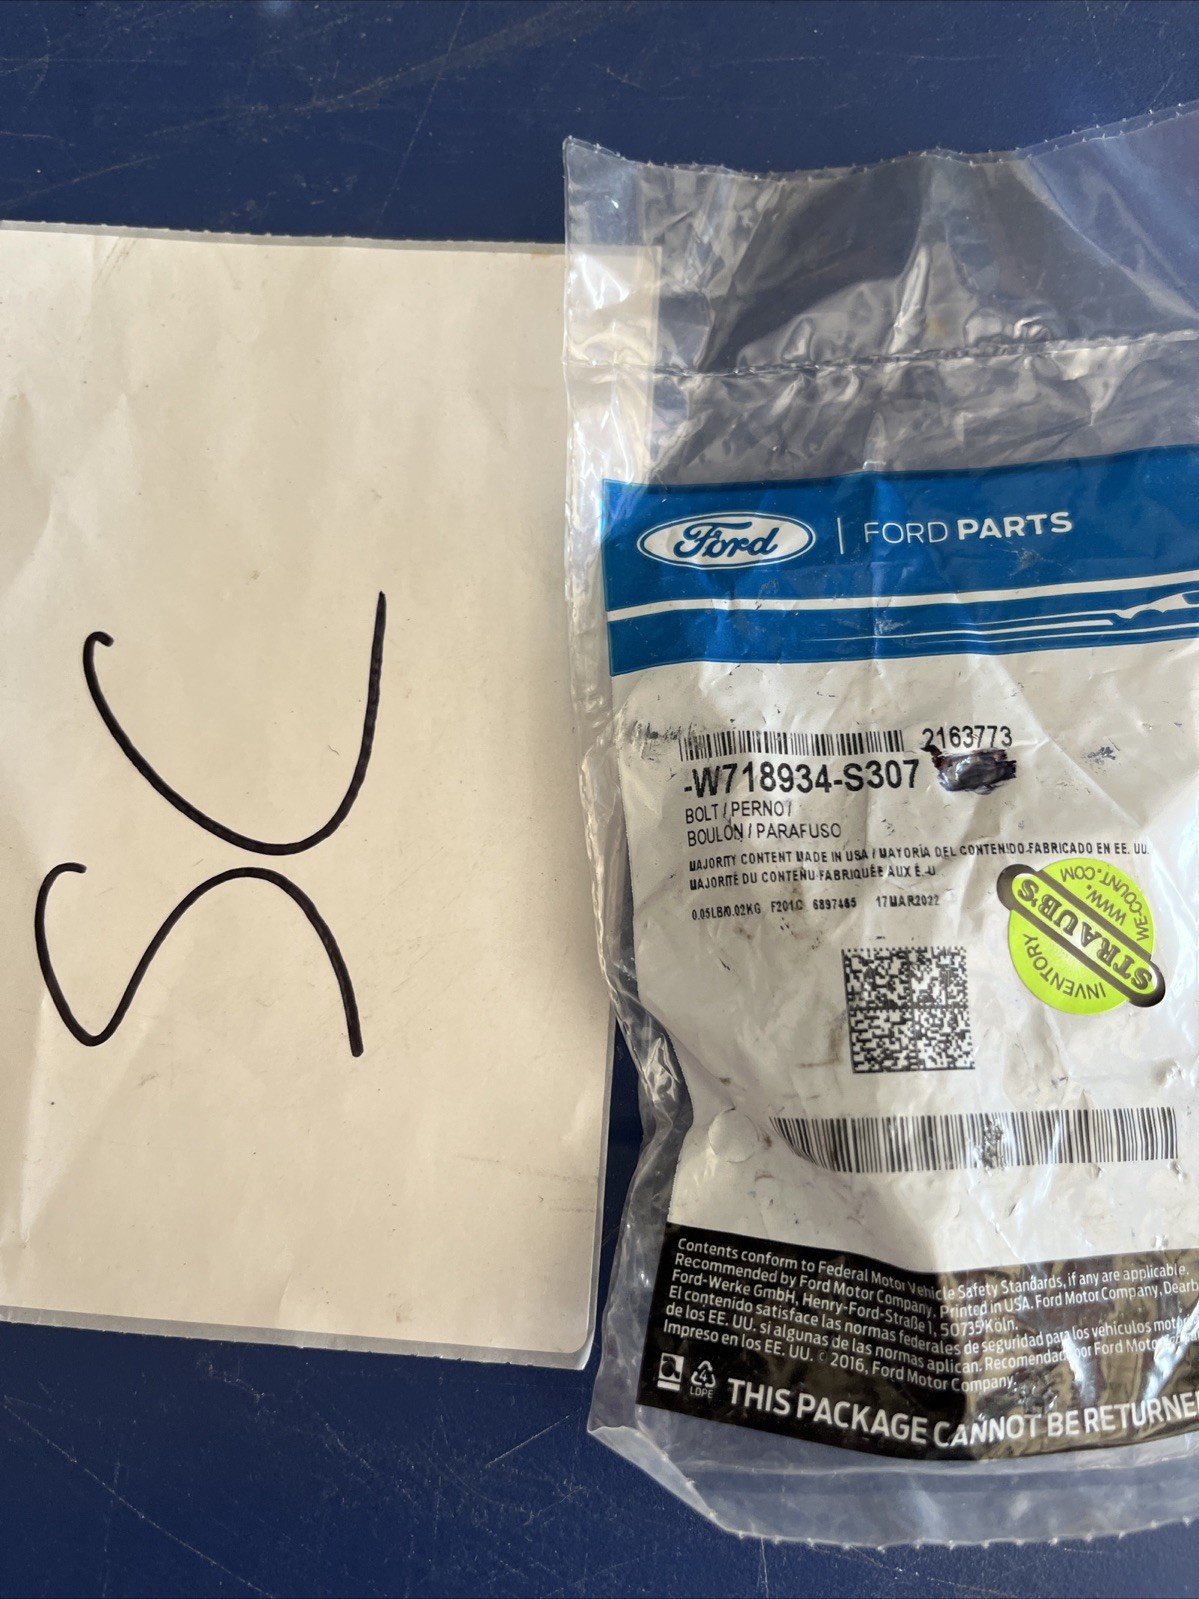 SC
Ford | FORD PARTS
2163773
-W718934-S307
BOLT / PERNO /
BOULON / PARAFUSO
MAJORITY CONTENT MADE IN USA / MAYORÍA DEL CONTENIDO FABRICADO EN EE. UU.
MAJORITÉ DU CONTENU FABRIQUÉE AUX É.-U.
0.05LB/0.02KG F201C 6897465 17MAR2022
INVENTORY
STRAUB'S
WWW.
WE-COUNT.COM
Contents conform to Federal Motor Vehicle Safety Standards, if any are applicable.
Recommended by Ford Motor Company. Printed in USA. Ford Motor Company, Dearb
Ford-Werke GmbH, Henry-Ford-Straße 1, 50735 Köln.
El contenido satisface las normas federales de seguridad para los vehículos mot
de los EE. UU. si algunas de las normas aplican. Recomendado por Ford Motor
Impreso en los EE. UU. © 2016, Ford Motor Company.
4
LDPE
THIS PACKAGE CANNOT BE RETURNE